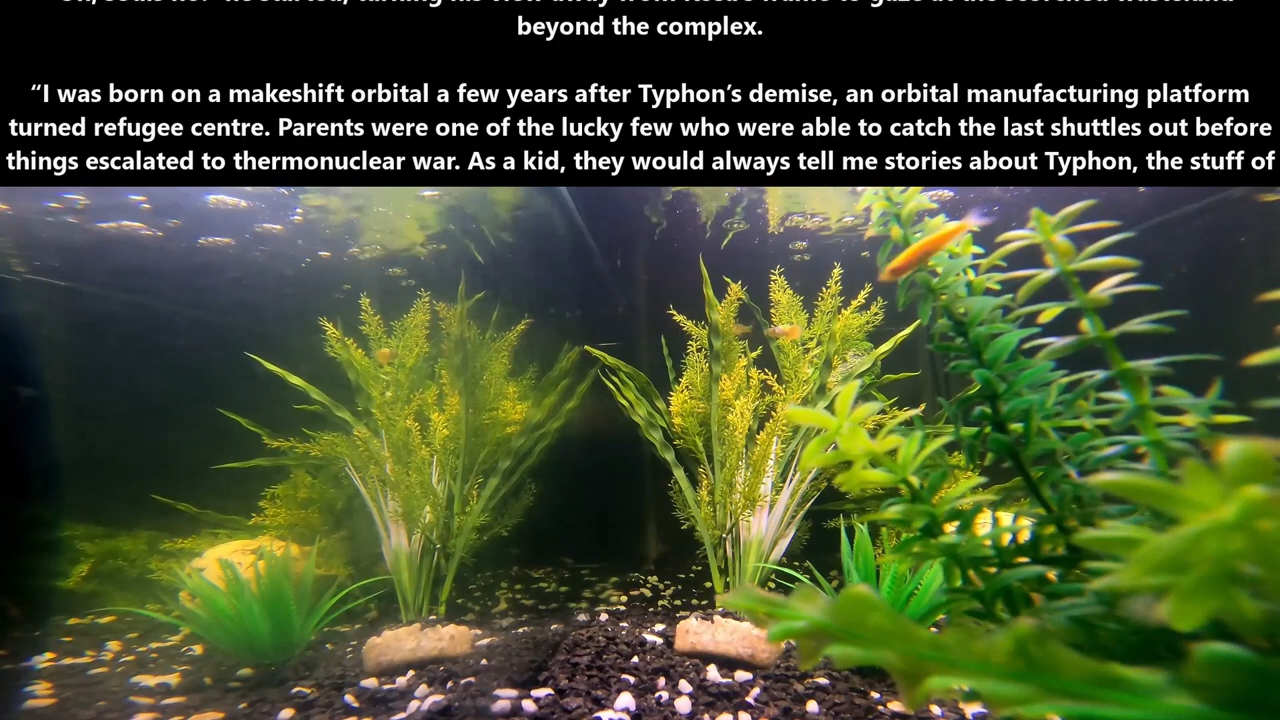 beyond the complex.
“I was born on a makeshift orbital a few years after Typhon’s demise, an orbital manufacturing platform
turned refugee centre. Parents were one of the lucky few who were able to catch the last shuttles out before
things escalated to thermonuclear war. As a kid, they would always tell me stories about Typhon, the stuff of